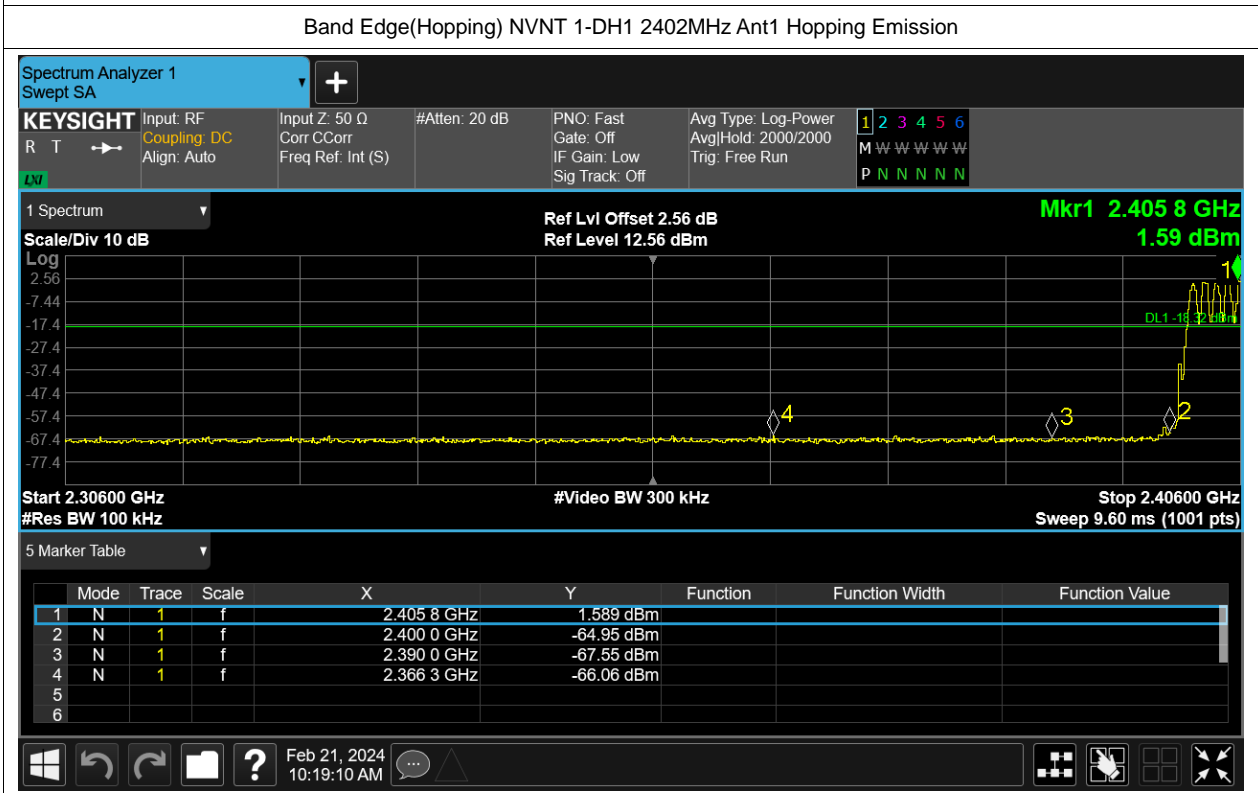 Band Edge(Hopping) NVNT 1-DH1 2402MHz Ant1 Hopping Emission
Spectrum Analyzer 1
Swept SA
+
KEYSIGHT
R T
LXI
Input: RF
Coupling: DC
Align: Auto
Input Z: 50 Ω
Corr CCorr
Freq Ref: Int (S)
#Atten: 20 dB
PNO: Fast
Gate: Off
IF Gain: Low
Sig Track: Off
Avg Type: Log-Power
Avg|Hold: 2000/2000
Trig: Free Run
1 2 3 4 5 6
M W W W W W
P N N N N N
1 Spectrum
Scale/Div 10 dB
Ref Lvl Offset 2.56 dB
Ref Level 12.56 dBm
Mkr1 2.405 8 GHz
1.59 dBm
Log
2.56
-7.44
-17.4
-27.4
-37.4
-47.4
-57.4
-67.4
-77.4
1
DL1 -18.32 dBm
4
3
2
Start 2.30600 GHz
#Res BW 100 kHz
#Video BW 300 kHz
Stop 2.40600 GHz
Sweep 9.60 ms (1001 pts)
5 Marker Table
Mode Trace Scale X Y Function Function Width Function Value
1 N 1 f 2.405 8 GHz 1.589 dBm
2 N 1 f 2.400 0 GHz -64.95 dBm
3 N 1 f 2.390 0 GHz -67.55 dBm
4 N 1 f 2.366 3 GHz -66.06 dBm
5
6
?
Feb 21, 2024
10:19:10 AM